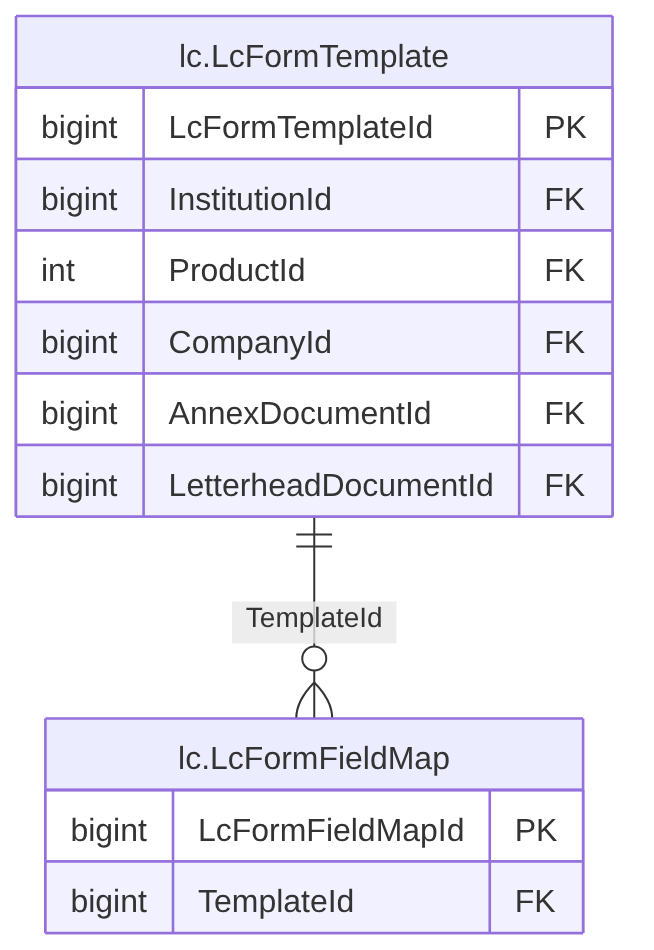 lc.LcFormTemplate
bigint LcFormTemplateId PK
bigint InstitutionId FK
int ProductId FK
bigint CompanyId FK
bigint AnnexDocumentId FK
bigint LetterheadDocumentId FK
TemplateId
lc.LcFormFieldMap
bigint LcFormFieldMapId PK
bigint TemplateId FK